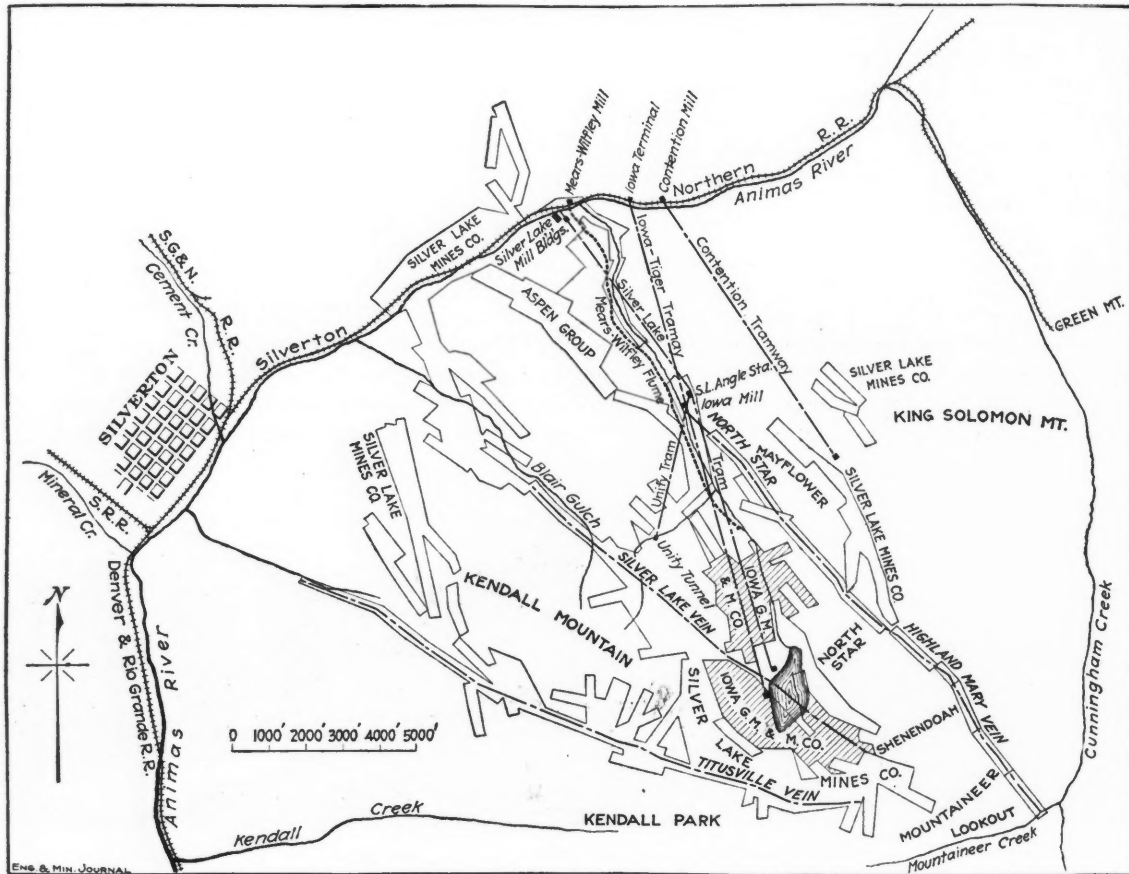 Mears-Wilfley Mill
Iowa Terminal
Contention Mill
Northern
R. R.
Animas River
SILVER LAKE
MINES CO.
Silver Lake
Mill Bldgs.
S.G.& N.
R. R.
Cement Cr.
Silverton
SILVERTON
ASPEN GROUP
Silver Lake
Mears-Wilfley Flume
Iowa-Tiger Tramay
Contention Tramway
GREEN MT.
S.L. Angle Sta.
Iowa Mill
SILVER LAKE
MINES CO.
KING SOLOMON MT.
NORTH STAR
MAYFLOWER
SILVER LAKE MINES CO.
SILVER LAKE
MINES CO.
Blair Gulch
Unity Tram
Tram
Unity Tunnel
S.R.R.
Mineral Cr.
SILVER LAKE VEIN
IOWA G.M.
& M. CO.
KENDALL
MOUNTAIN
NORTH
STAR
HIGHLAND MARY VEIN
Cunningham Creek
N
Denver & Rio Grande R.R.
Animas River
SILVER
LAKE
MINES CO.
IOWA
G.M. & M. CO.
SHENENDOAH
0 1000' 2000' 3000' 4000' 5000'
TITUSVILLE VEIN
MOUNTAINEER
LOOKOUT
Mountaineer Creek
Kendall Creek
KENDALL PARK
ENG. & MIN. JOURNAL